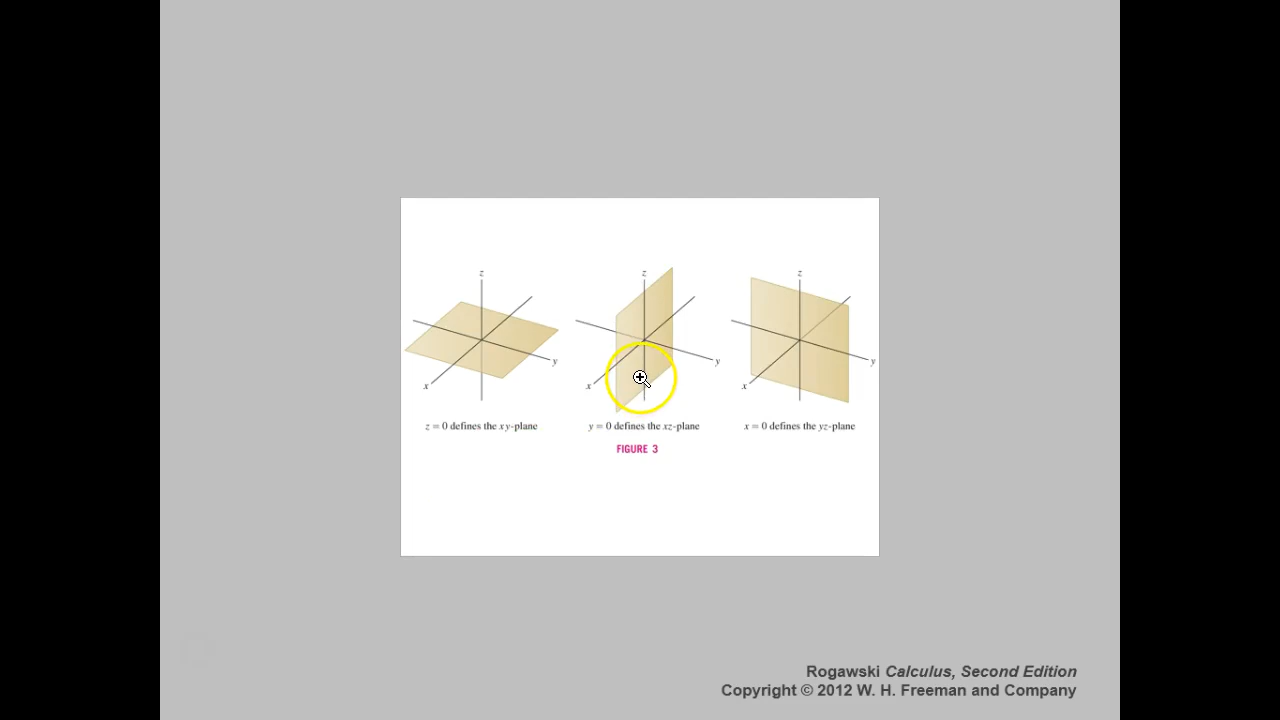 z
y
x
z
y
x
z
y
x
z = 0 defines the xy-plane
y = 0 defines the xz-plane
x = 0 defines the yz-plane
FIGURE 3
Rogawski Calculus, Second Edition
Copyright © 2012 W. H. Freeman and Company